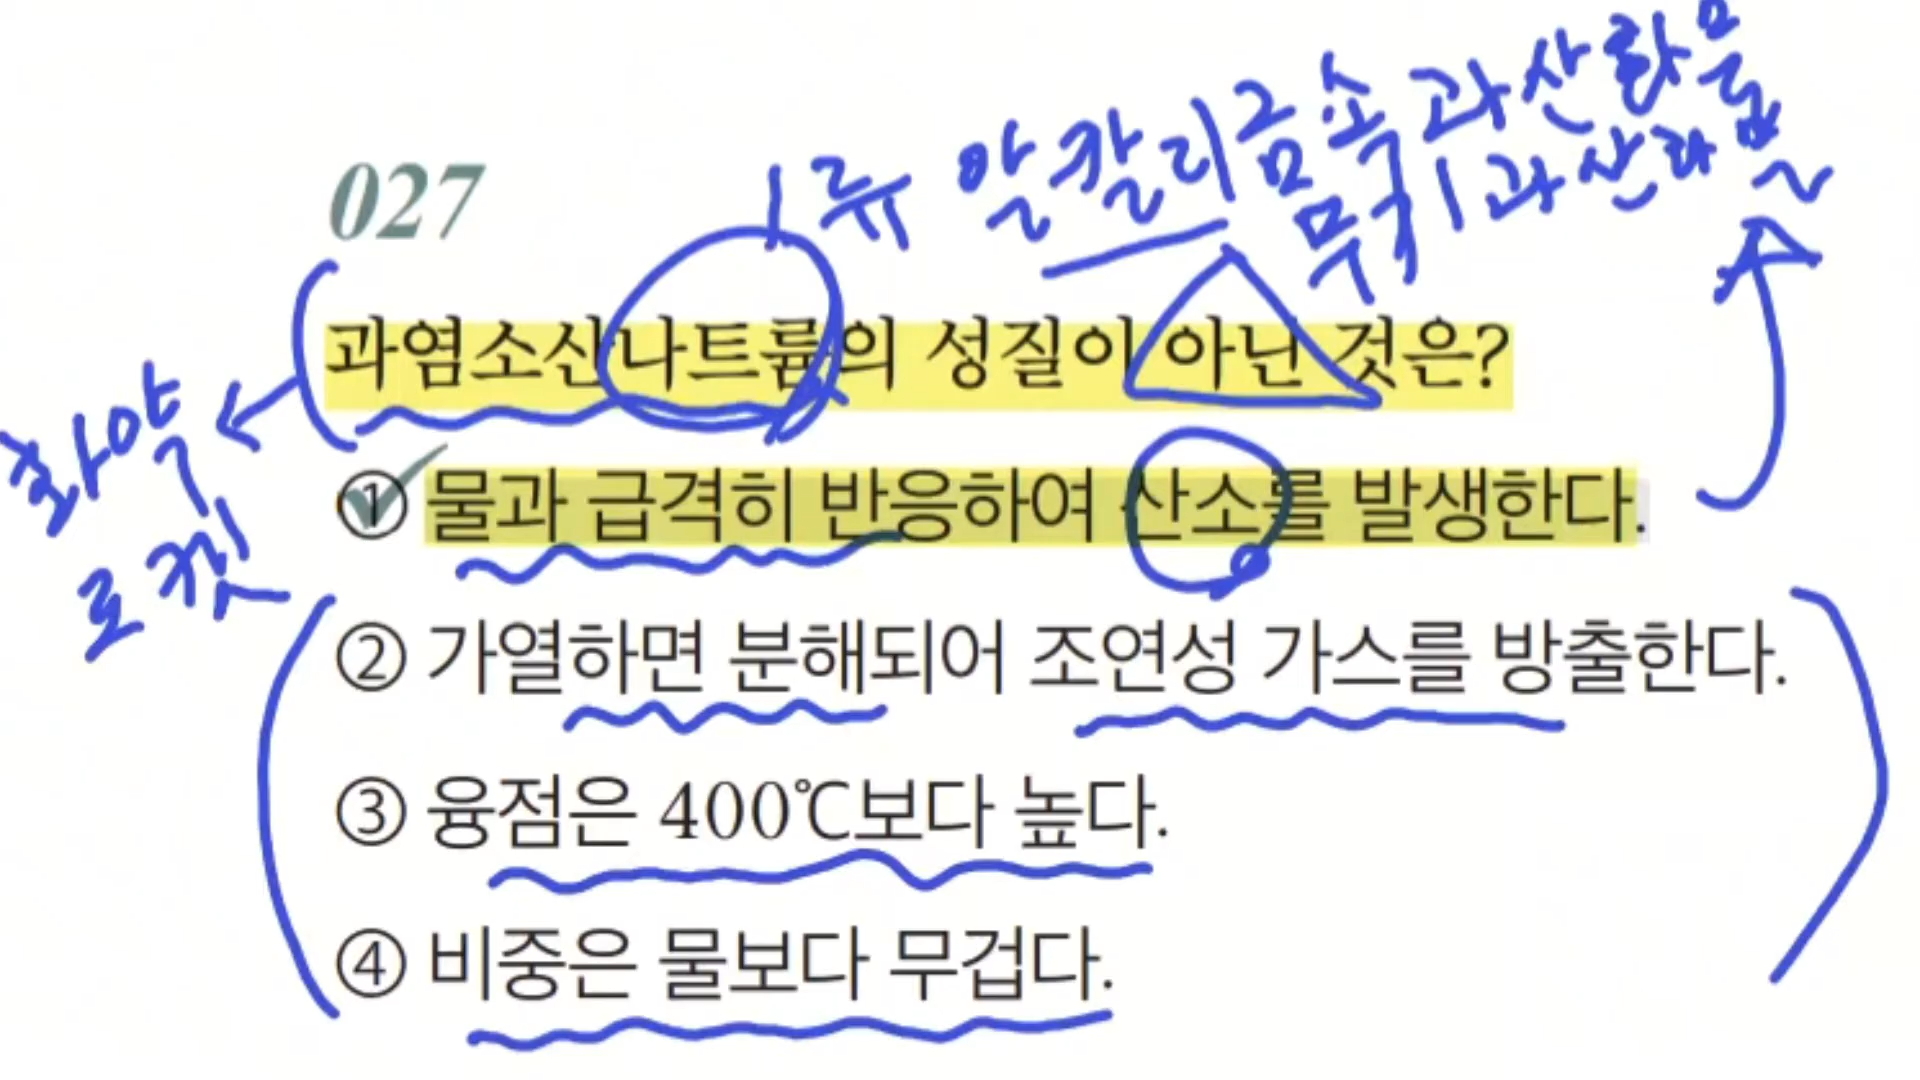 1류 알칼리금속 과산화물
무기과산화물
027
과염소산나트륨의 성질이 아닌 것은?
화약
로켓
① 물과 급격히 반응하여 산소를 발생한다.
② 가열하면 분해되어 조연성 가스를 방출한다.
③ 융점은 400℃보다 높다.
④ 비중은 물보다 무겁다.